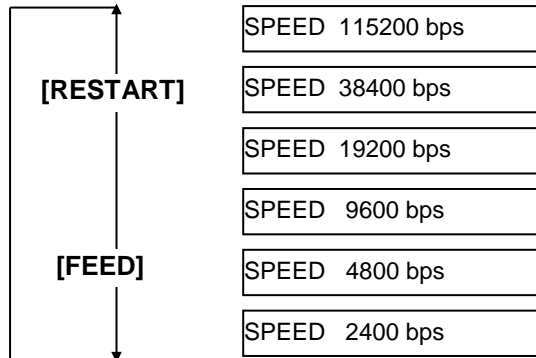 SPEED 115200 bps
[RESTART]
SPEED 38400 bps
SPEED 19200 bps
SPEED 9600 bps
[FEED]
SPEED 4800 bps
SPEED 2400 bps